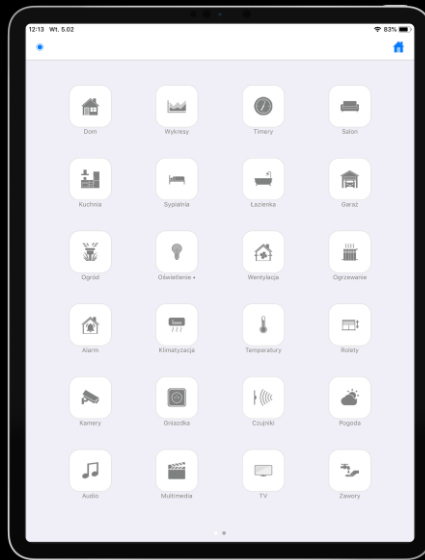 12:13 Wt. 5.02 83%
Dom Wykresy Timery Salon
Kuchnia Sypialnia Łazienka Garaż
Ogród Oświetlenie • Wentylacja Ogrzewanie
Alarm Klimatyzacja Temperatury Rolety
Kamery Gniazdka Czujniki Pogoda
Audio Multimedia TV Zawory